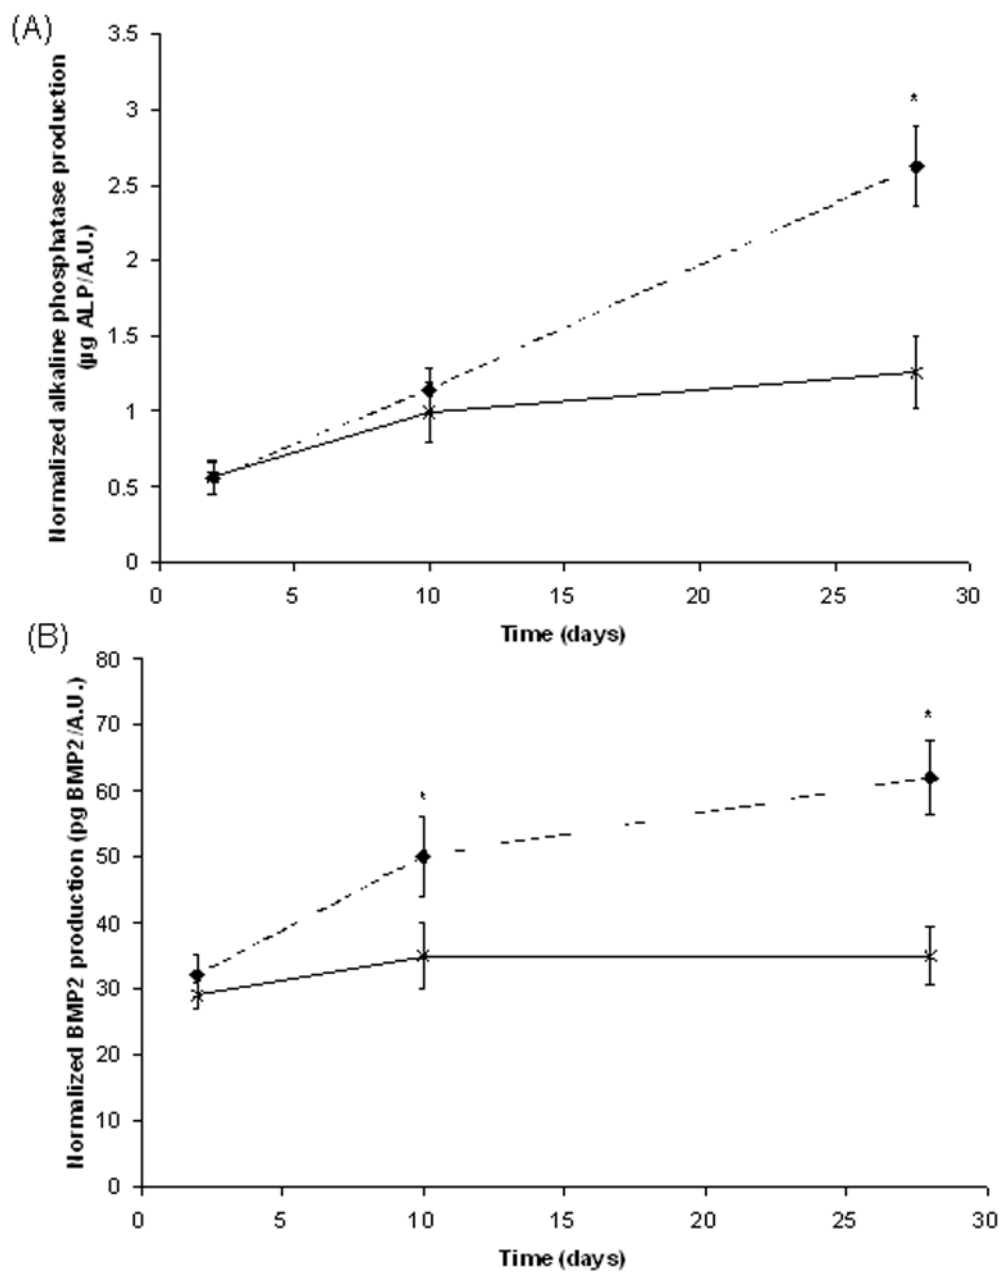 (A)
Normalized alkaline phosphatase production
(µg ALP/A.U.)
3.5
3
2.5
2
1.5
1
0.5
0
*
0 5 10 15 20 25 30
Time (days)
(B)
Normalized BMP2 production (pg BMP2/A.U.)
80
70
60
50
40
30
20
10
0
*
*
0 5 10 15 20 25 30
Time (days)